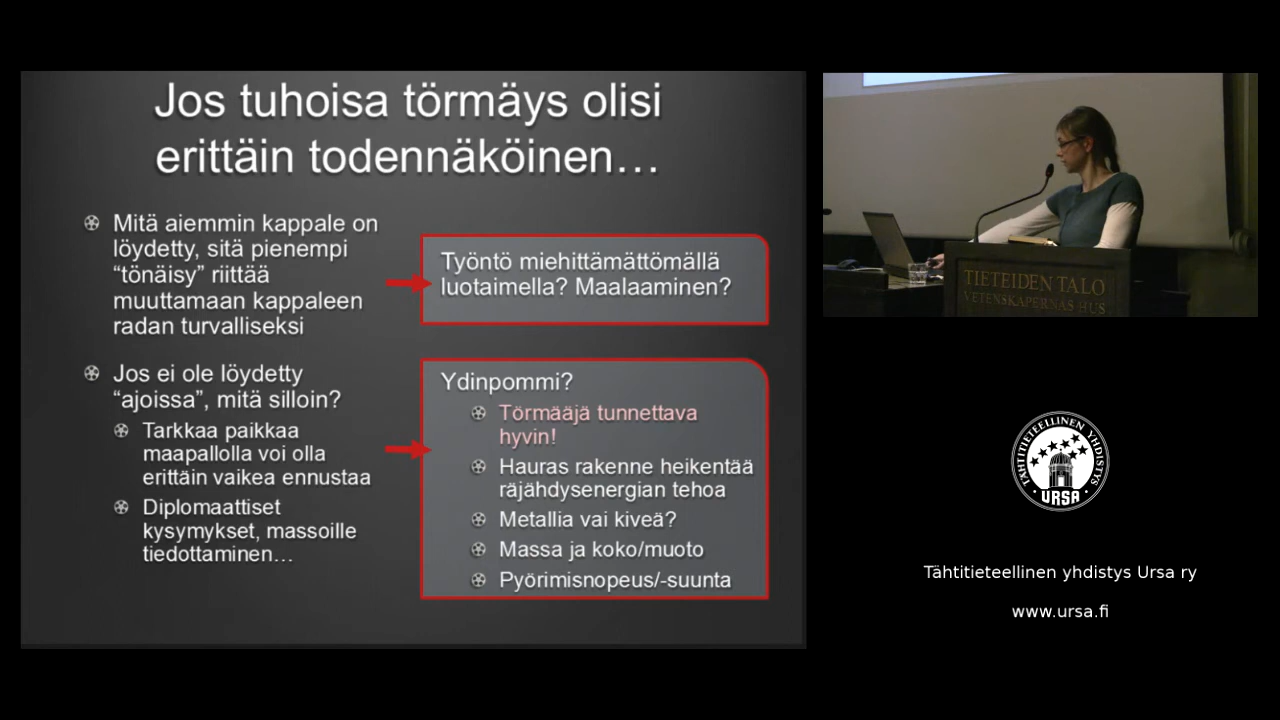 Jos tuhoisa törmäys olisi
erittäin todennäköinen…
Mitä aiemmin kappale on
löydetty, sitä pienempi
“tönäisy” riittää
muuttamaan kappaleen
radan turvalliseksi
Jos ei ole löydetty
“ajoissa”, mitä silloin?
Tarkkaa paikkaa
maapallolla voi olla
erittäin vaikea ennustaa
Diplomaattiset
kysymykset, massoille
tiedottaminen…
Työntö miehittämättömällä
luotaimella? Maalaaminen?
Ydinpommi?
Törmääjä tunnettava
hyvin!
Hauras rakenne heikentää
räjähdysenergian tehoa
Metallia vai kiveä?
Massa ja koko/muoto
Pyörimisnopeus/-suunta
TIETEIDEN TALO
VETENSKAPERNAS HUS
TÄHTITIETEELLINEN YHDISTYS
URSA
Tähtitieteellinen yhdistys Ursa ry
www.ursa.fi